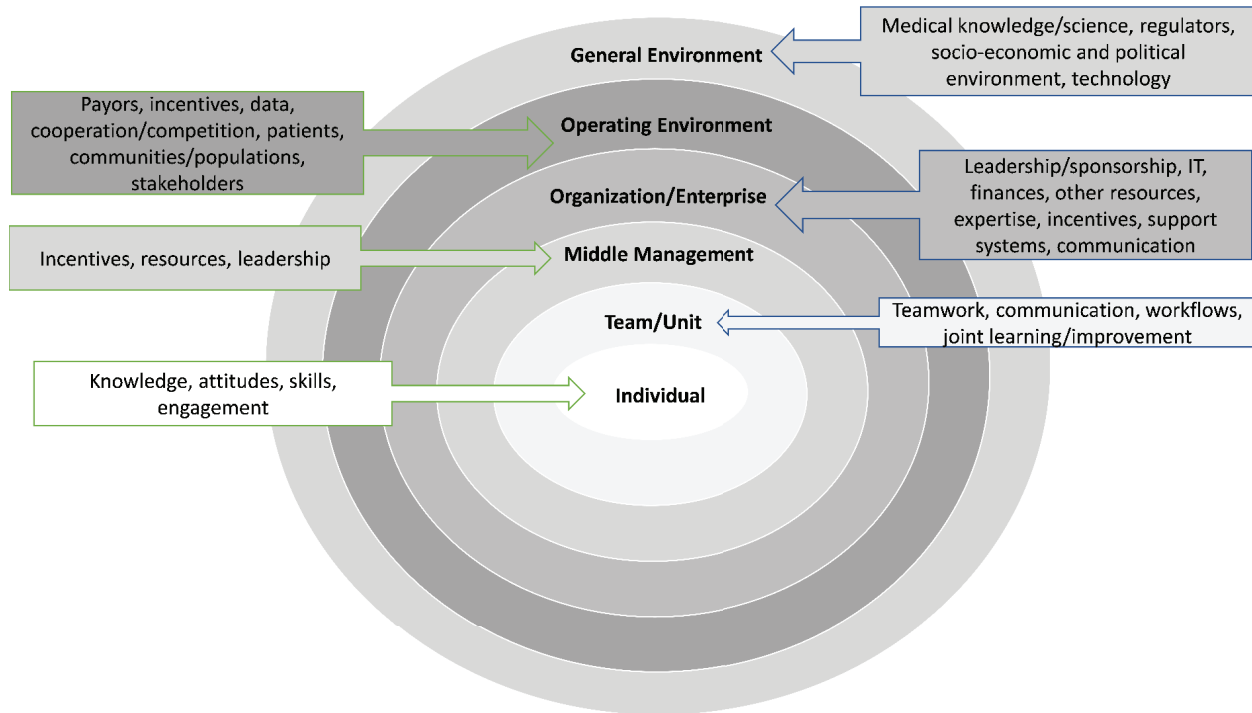 General Environment
Medical knowledge/science, regulators,
socio-economic and political
environment, technology
Payors, incentives, data,
cooperation/competition, patients,
communities/populations,
stakeholders
Operating Environment
Organization/Enterprise
Leadership/sponsorship, IT,
finances, other resources,
expertise, incentives, support
systems, communication
Incentives, resources, leadership
Middle Management
Team/Unit
Teamwork, communication, workflows,
joint learning/improvement
Knowledge, attitudes, skills,
engagement
Individual